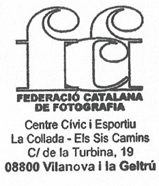 fcf
FEDERACIÓ CATALANA
DE FOTOGRAFIA
Centre Cívic i Esportiu
La Collada - Els Sis Camins
C/ de la Turbina, 19
08800 Vilanova i la Geltrú